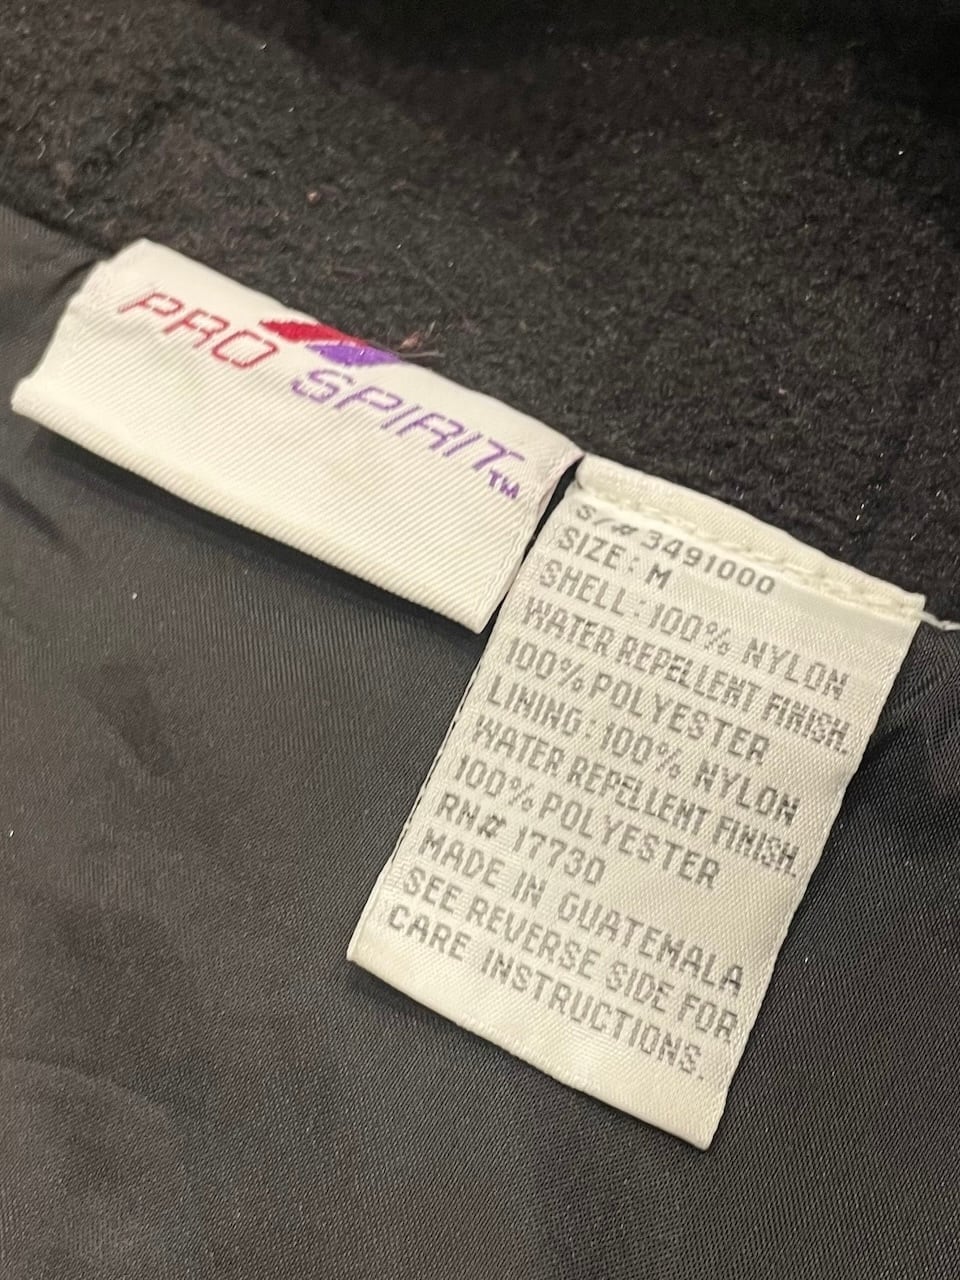 PRO
SPIRIT™
S/# 3491000
SIZE: M
SHELL: 100% NYLON
WATER REPELLENT FINISH.
100% POLYESTER
LINING: 100% NYLON
WATER REPELLENT FINISH.
100% POLYESTER
RN# 17730
MADE IN GUATEMALA
SEE REVERSE SIDE FOR
CARE INSTRUCTIONS.